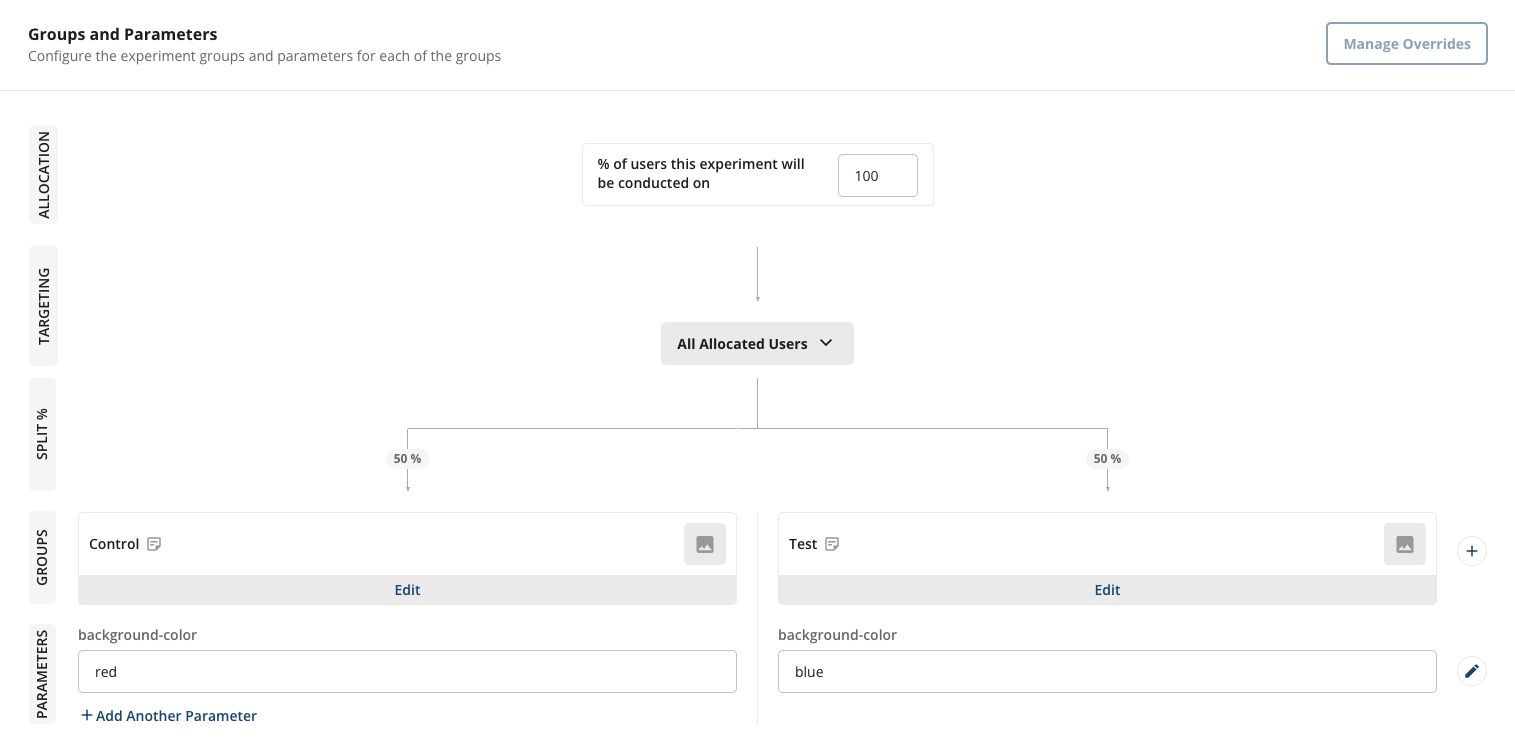 Groups and Parameters
Configure the experiment groups and parameters for each of the groups
Manage Overrides
ALLOCATION
% of users this experiment will
be conducted on
100
TARGETING
All Allocated Users
SPLIT %
50 %
50 %
GROUPS
Control
Test
Edit
Edit
PARAMETERS
background-color
background-color
red
blue
+ Add Another Parameter